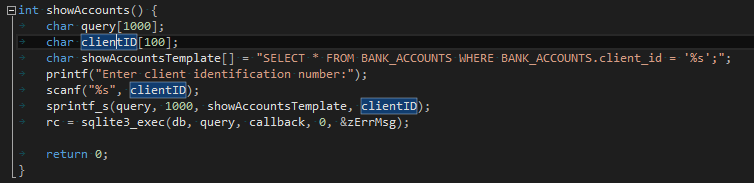 int showAccounts() {
char query[1000];
char clientID[100];
char showAccountsTemplate[] = "SELECT * FROM BANK_ACCOUNTS WHERE BANK_ACCOUNTS.client_id = '%s';";
printf("Enter client identification number:");
scanf("%s", clientID);
sprintf_s(query, 1000, showAccountsTemplate, clientID);
rc = sqlite3_exec(db, query, callback, 0, &zErrMsg);
return 0;
}